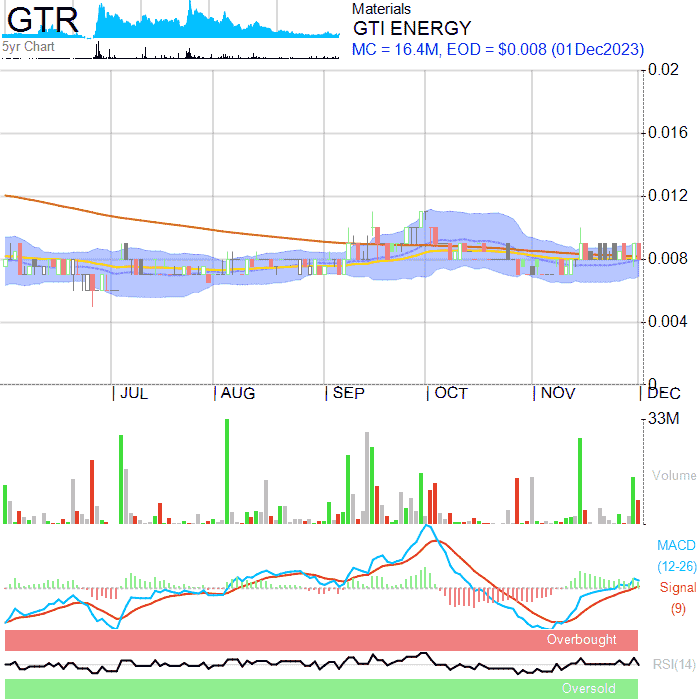 GTR
5yr Chart
Materials
GTI ENERGY
MC = 16.4M, EOD = $0.008 (01Dec2023)
0.02
0.016
0.012
0.008
0.004
0
JUL AUG SEP OCT NOV DEC
33M
Volume
MACD
(12-26)
Signal
(9)
Overbought
RSI(14)
Oversold